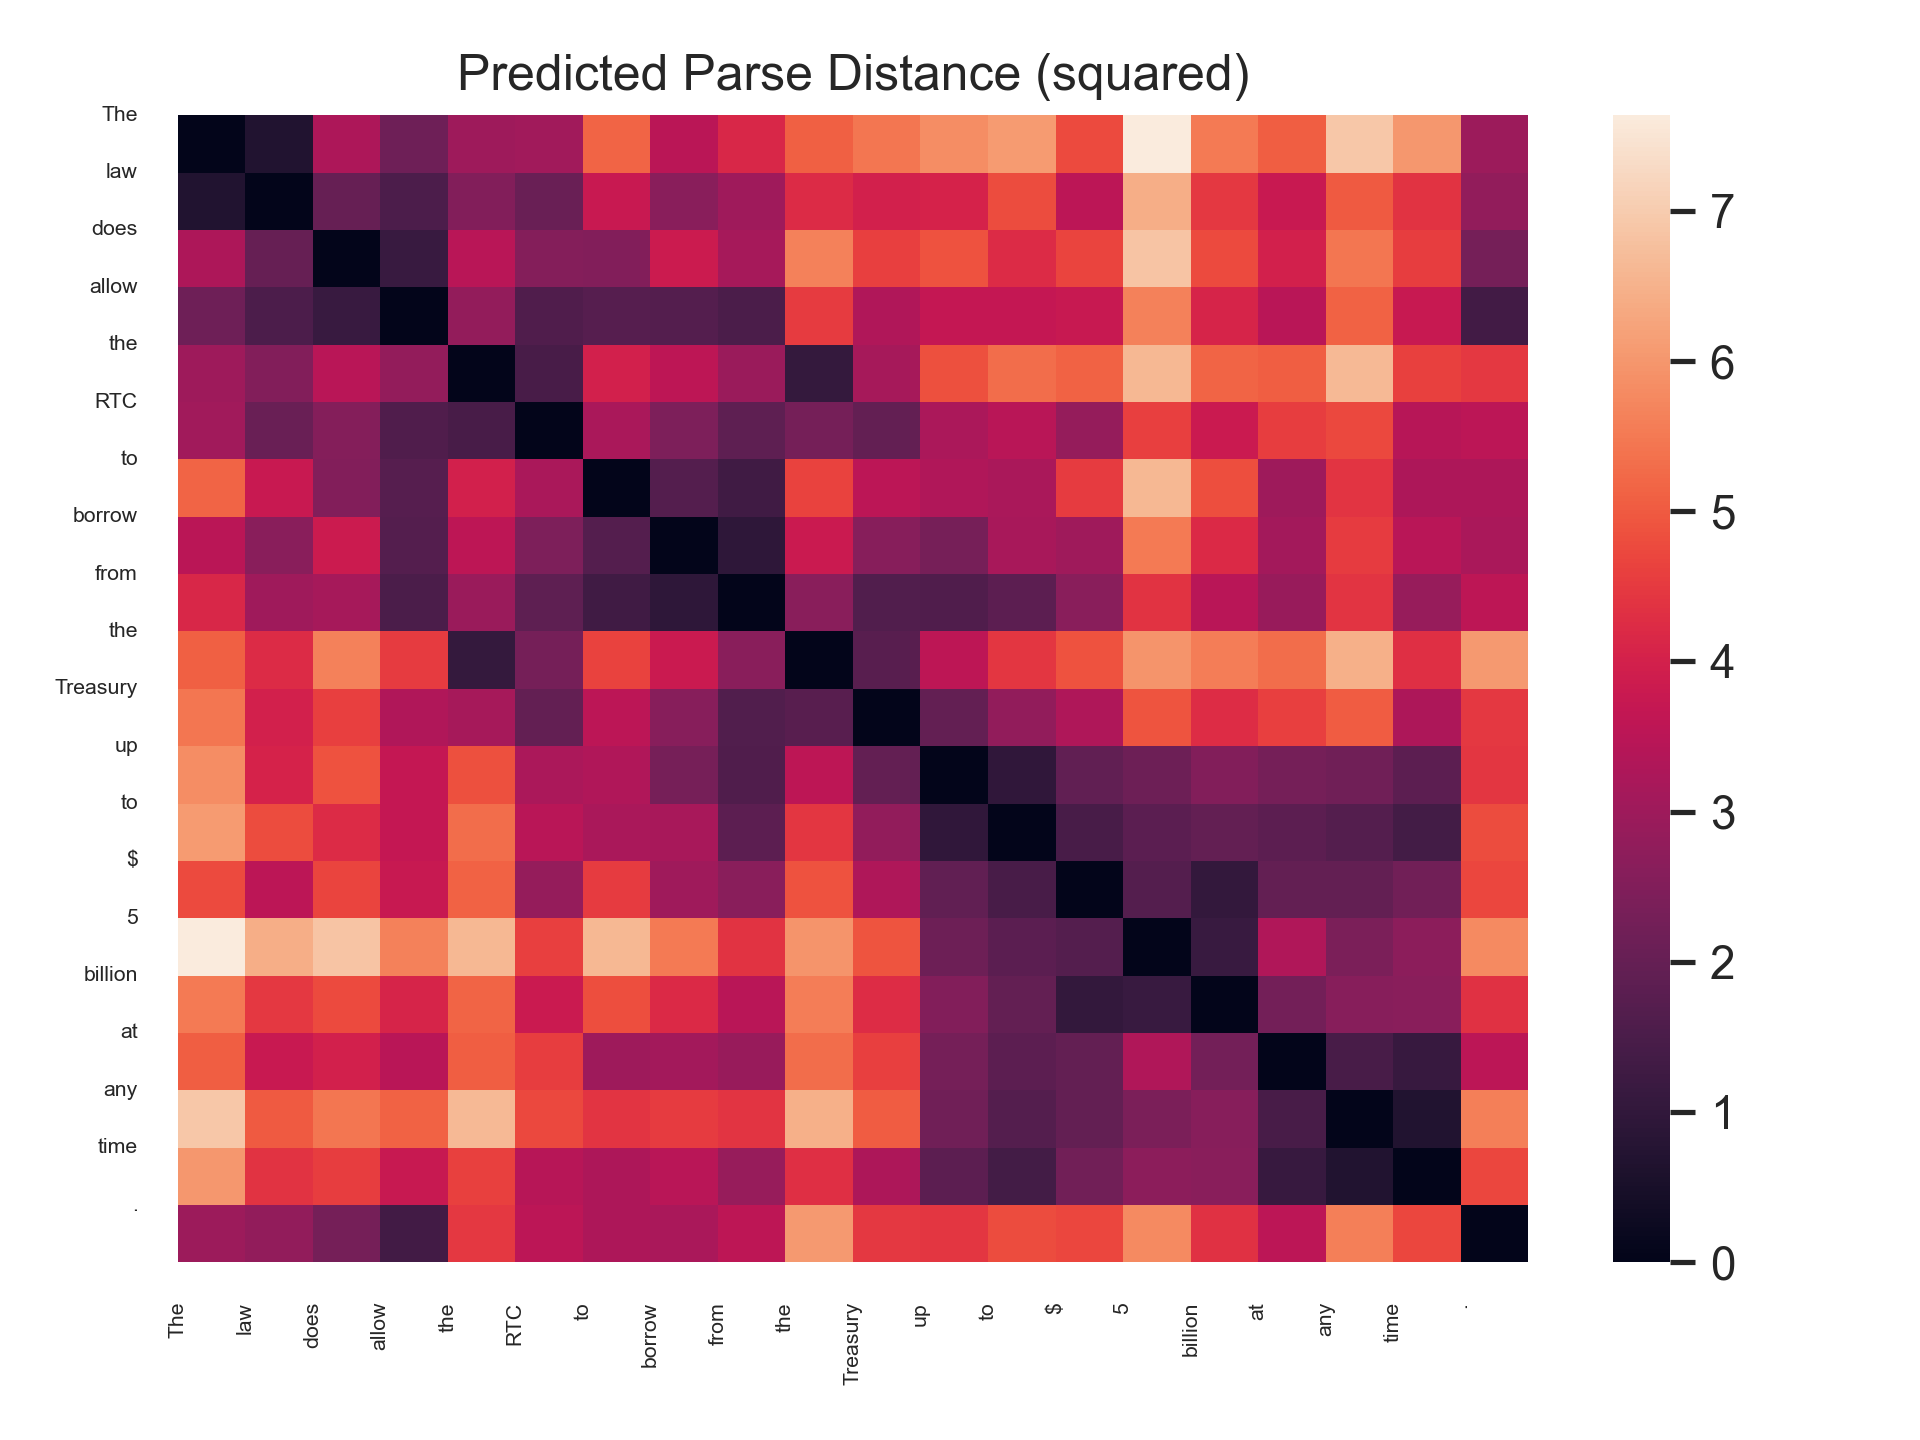 Predicted Parse Distance (squared)
The
law
does
allow
the
RTC
to
borrow
from
the
Treasury
up
to
$
5
billion
at
any
time
.
7
6
5
4
3
2
1
0
The law does allow the RTC to borrow from the Treasury up to $ 5 billion at any time .